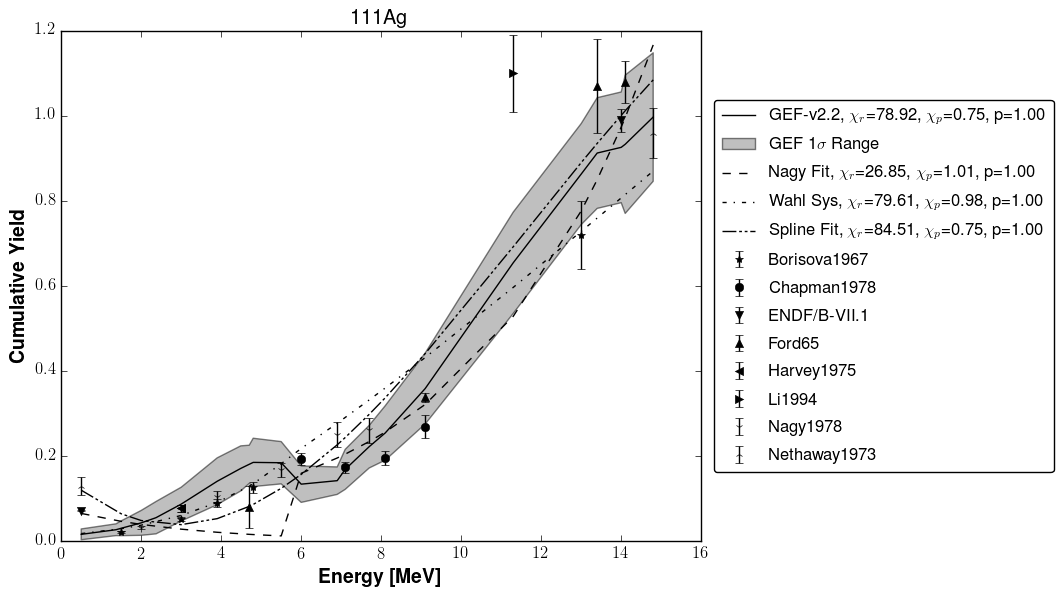 111Ag
1.2
1.0
0.8
0.6
0.4
0.2
0.0
0 2 4 6 8 10 12 14 16
Cumulative Yield
Energy [MeV]
GEF-v2.2, χr=78.92, χp=0.75, p=1.00
GEF 1σ Range
Nagy Fit, χr=26.85, χp=1.01, p=1.00
Wahl Sys, χr=79.61, χp=0.98, p=1.00
Spline Fit, χr=84.51, χp=0.75, p=1.00
Borisova1967
Chapman1978
ENDF/B-VII.1
Ford65
Harvey1975
Li1994
Nagy1978
Nethaway1973